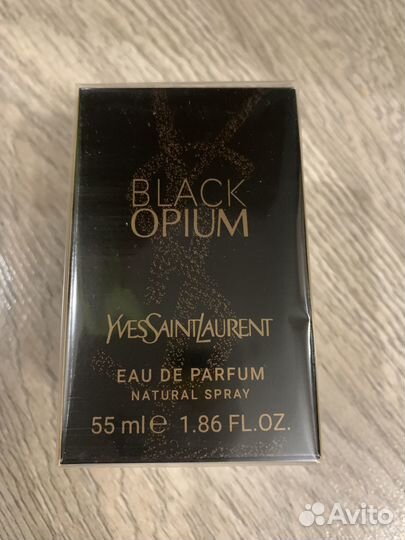 BLACK
OPIUM
YVESSAINTLAURENT
EAU DE PARFUM
NATURAL SPRAY
55 ml℮ 1.86 FL.OZ.
Avito